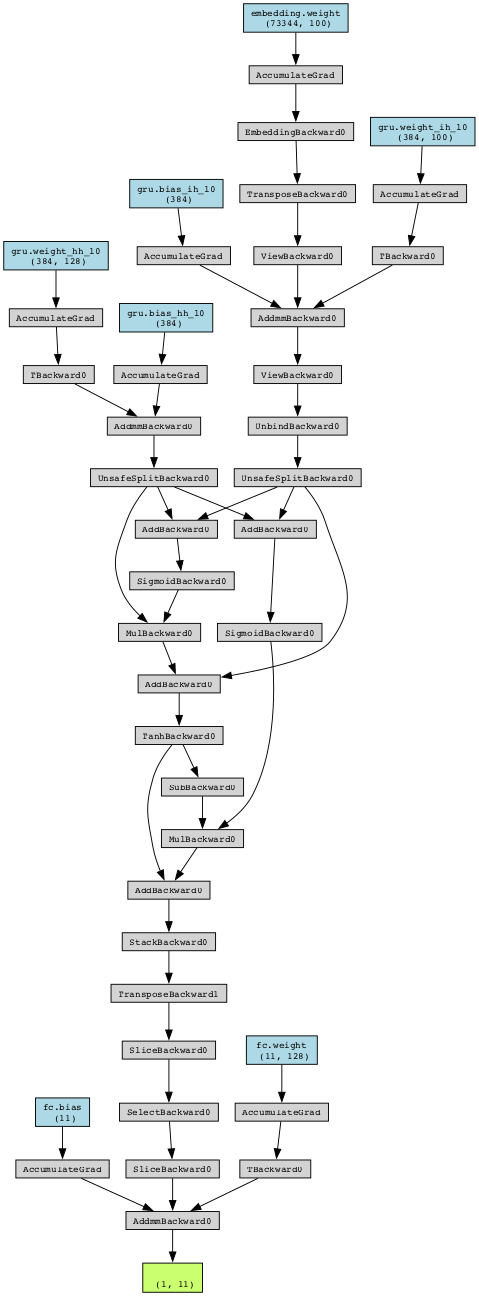 embedding.weight
(73344, 100)
AccumulateGrad
EmbeddingBackward0
gru.weight_ih_l0
(384, 100)
gru.bias_ih_l0
(384)
TransposeBackward0
AccumulateGrad
gru.weight_hh_l0
(384, 128)
AccumulateGrad
ViewBackward0
TBackward0
gru.bias_hh_l0
(384)
AccumulateGrad
AddmmBackward0
TBackward0
AccumulateGrad
ViewBackward0
AddmmBackward0
UnbindBackward0
UnsafeSplitBackward0
UnsafeSplitBackward0
AddBackward0
AddBackward0
SigmoidBackward0
MulBackward0
SigmoidBackward0
AddBackward0
TanhBackward0
SubBackward0
MulBackward0
AddBackward0
StackBackward0
TransposeBackward1
SliceBackward0
fc.weight
(11, 128)
fc.bias
(11)
SelectBackward0
AccumulateGrad
AccumulateGrad
SliceBackward0
TBackward0
AddmmBackward0
(1, 11)